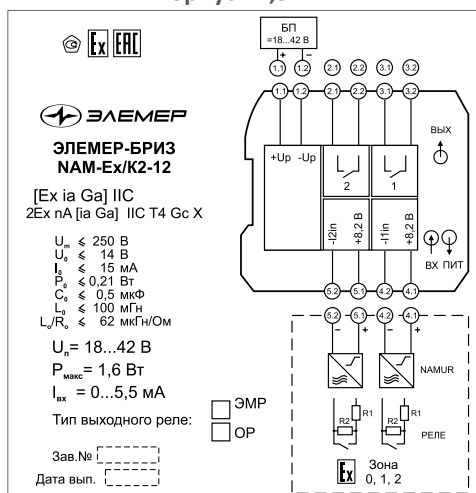 Ex
EAC
ЭЛЕМЕР
ЭЛЕМЕР-БРИЗ
NAM-Ex/K2-12
[Ex ia Ga] IIC
2Ex nA [ia Ga] IIC T4 Gc X
Uₘ ⩽ 250 В
U₀ ⩽ 14 В
I₀ ⩽ 15 мА
P₀ ⩽ 0,21 Вт
C₀ ⩽ 0,5 мкФ
L₀ ⩽ 100 мГн
L₀/R₀ ⩽ 62 мкГн/Ом
Uₙ= 18...42 В
Pмакс= 1,6 Вт
Iвх = 0...5,5 мА
Тип выходного реле:
ЭМР
ОР
Зав.№
Дата вып.
БП
=18...42 В
+ −
1.1 1.2 2.1 2.2 3.1 3.2
1.1 1.2 2.1 2.2 3.1 3.2
+Up -Up
2
1
-I2in
+8,2 В
-I1in
+8,2 В
ВЫХ
ВХ ПИТ
5.2 5.1 4.2 4.1
5.2 5.1 4.2 4.1
− + − +
NAMUR
R1
R2
R1
R2
РЕЛЕ
Ex
Зона
0, 1, 2